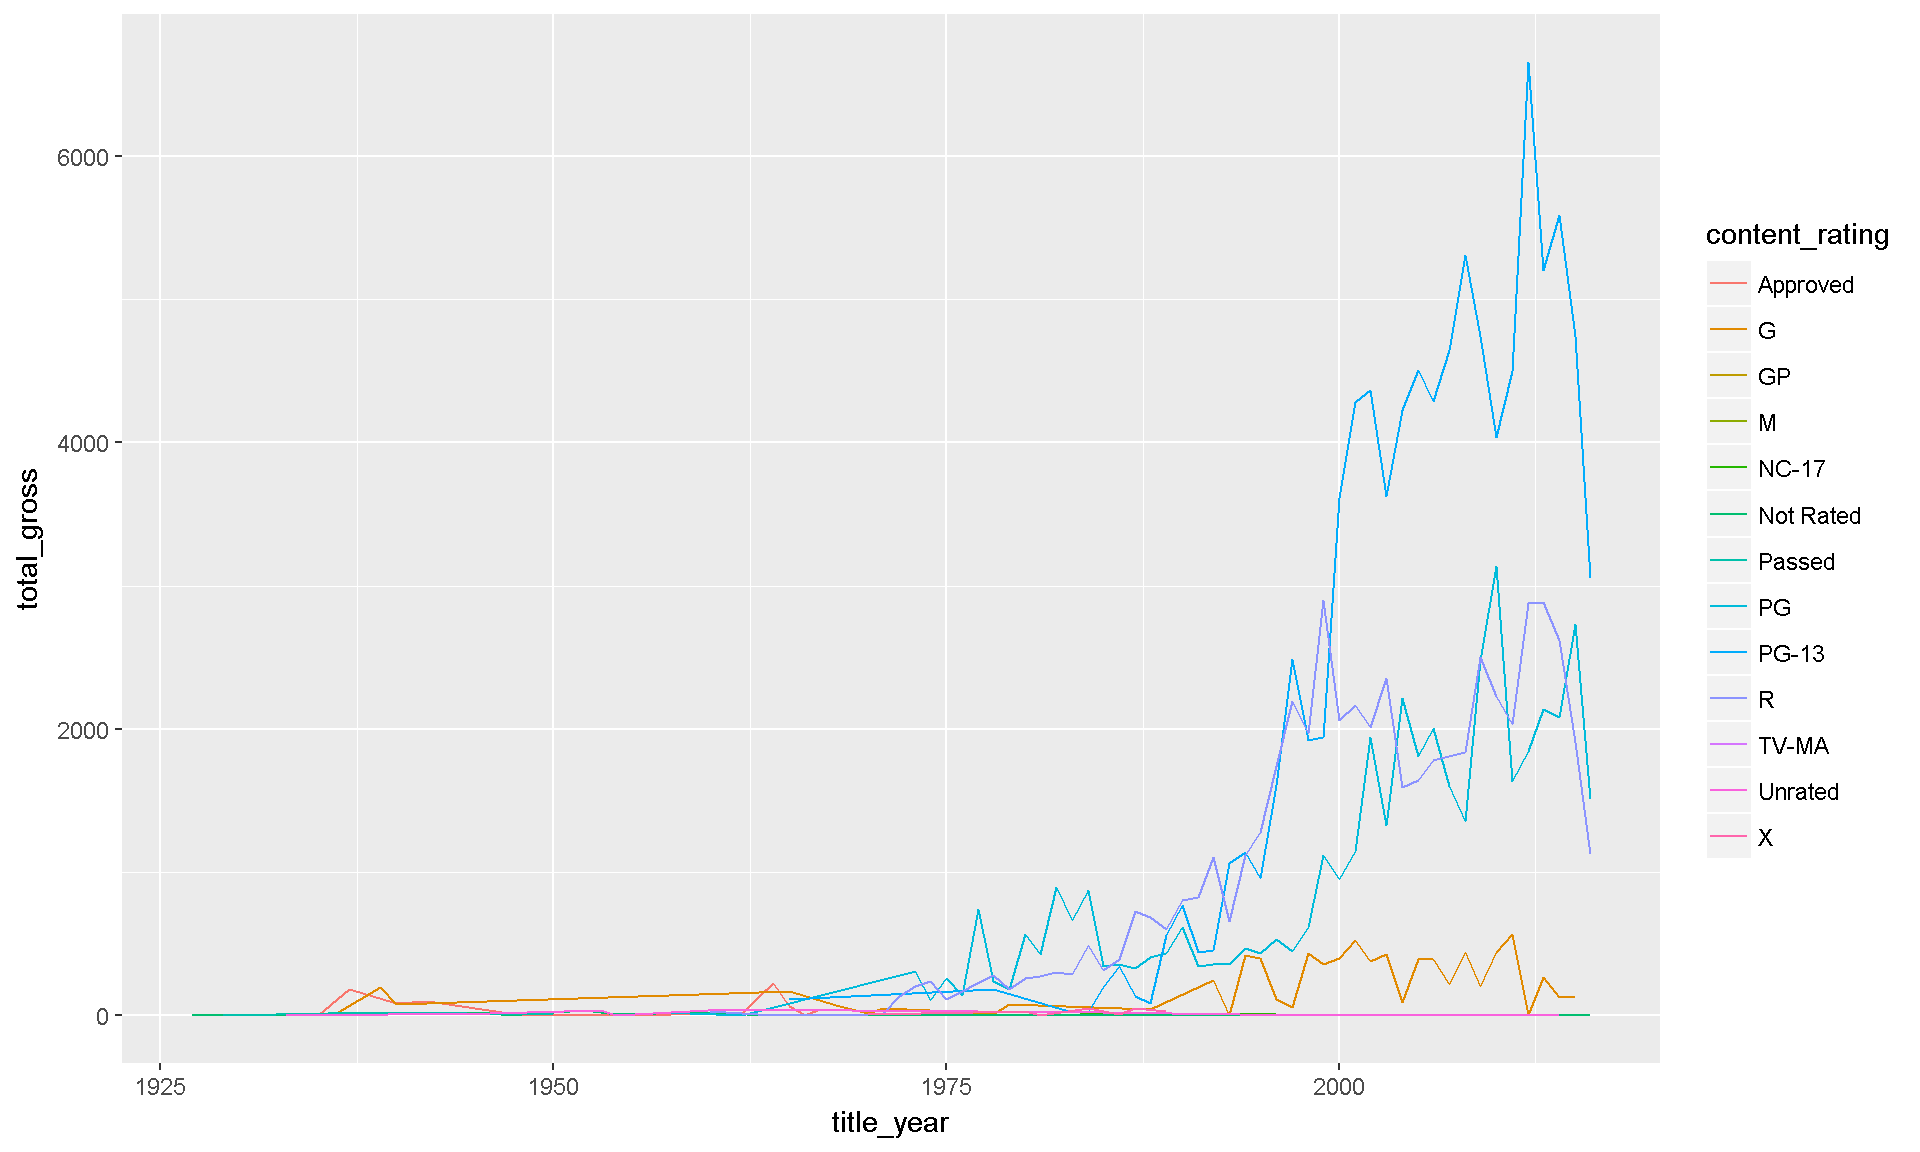 6000
4000
2000
0
total_gross
1925
1950
1975
2000
title_year
content_rating
Approved
G
GP
M
NC-17
Not Rated
Passed
PG
PG-13
R
TV-MA
Unrated
X